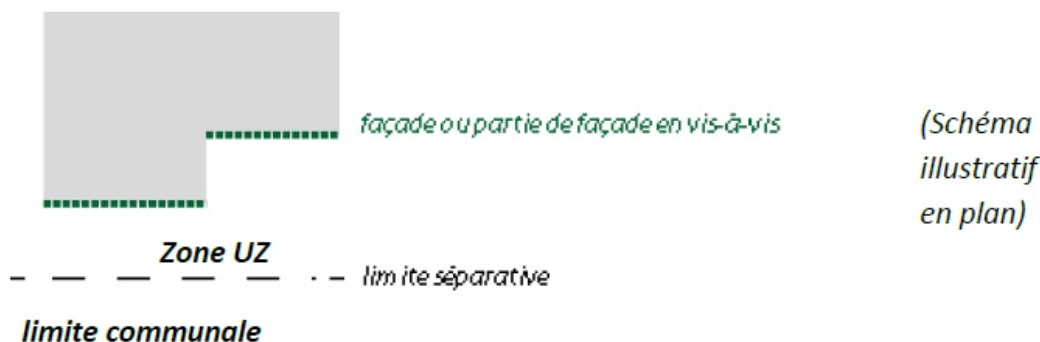 façade ou partie de façade en vis-à-vis
(Schéma
illustratif
en plan)
Zone UZ
limite séparative
limite communale